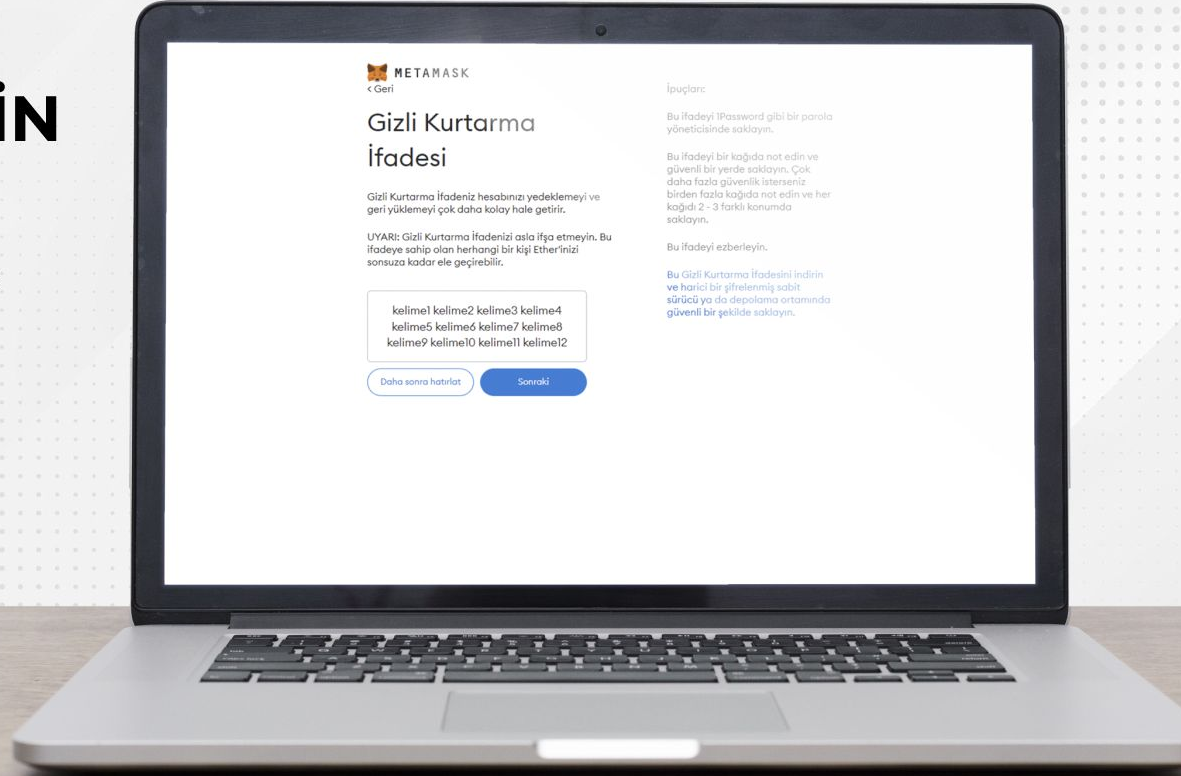 İN
METAMASK
< Geri
Gizli Kurtarma
İfadesi
Gizli Kurtarma İfadeniz hesabınızı yedeklemeyi ve
geri yüklemeyi çok daha kolay hale getirir.
UYARI: Gizli Kurtarma İfadenizi asla ifşa etmeyin. Bu
ifadeye sahip olan herhangi bir kişi Ether'inizi
sonsuza kadar ele geçirebilir.
kelime1 kelime2 kelime3 kelime4
kelime5 kelime6 kelime7 kelime8
kelime9 kelime10 kelime11 kelime12
Daha sonra hatırlat
Sonraki
İpuçları:
Bu ifadeyi 1Password gibi bir parola
yöneticisinde saklayın.
Bu ifadeyi bir kağıda not edin ve
güvenli bir yerde saklayın. Çok
daha fazla güvenlik isterseniz
birden fazla kağıda not edin ve her
kağıdı 2 - 3 farklı konumda
saklayın.
Bu ifadeyi ezberleyin.
Bu Gizli Kurtarma İfadesini indirin
ve harici bir şifrelenmiş sabit
sürücü ya da depolama ortamında
güvenli bir şekilde saklayın.